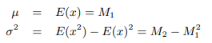 μ = E(x) = M₁
σ² = E(x²) − E(x)² = M₂ − M₁²